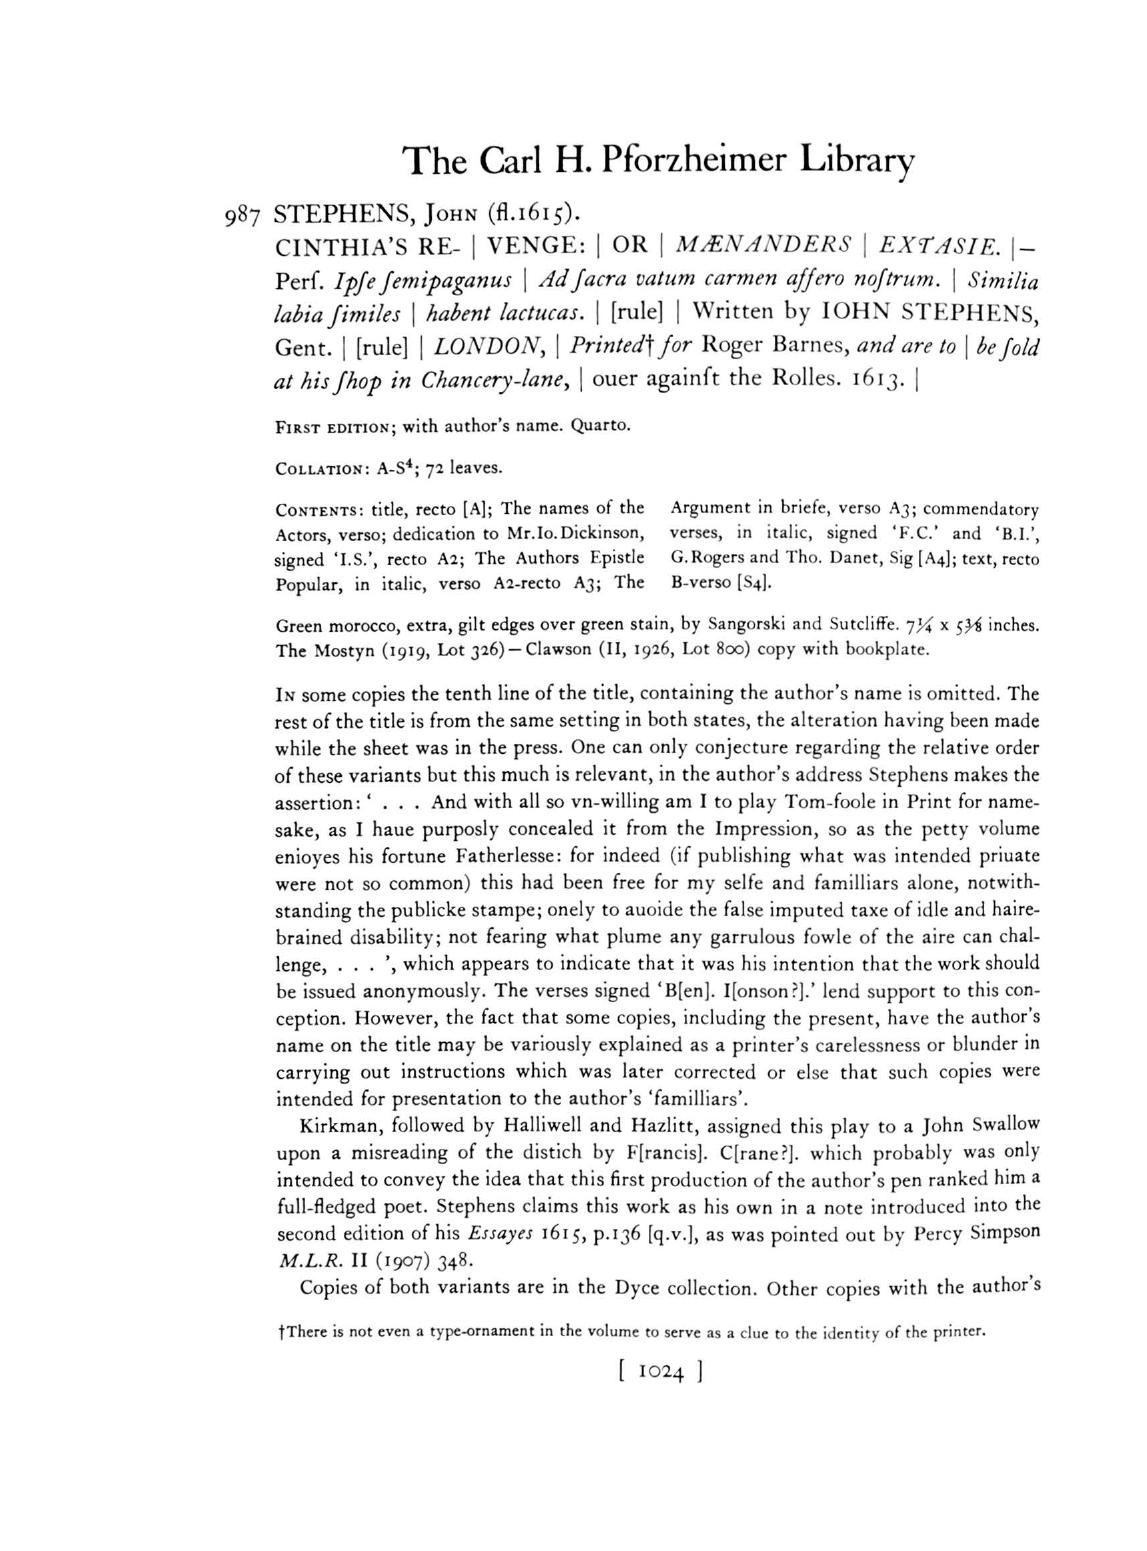 The Carl H. Pforzheimer Library
987 STEPHENS, JOHN (fl.1615).
CINTHIA'S RE- | VENGE: | OR | MÆNANDERS | EXTASIE. |—
Perſ. Ipſe ſemipaganus | Ad ſacra vatum carmen affero noſtrum. | Similia
labia ſimiles | habent lactucas. | [rule] | Written by IOHN STEPHENS,
Gent. | [rule] | LONDON, | Printed† for Roger Barnes, and are to | be ſold
at his ſhop in Chancery-lane, | ouer againſt the Rolles. 1613. |
FIRST EDITION; with author's name. Quarto.
COLLATION: A-S⁴; 72 leaves.
CONTENTS: title, recto [A]; The names of the
Actors, verso; dedication to Mr.Io.Dickinson,
signed 'I.S.', recto A2; The Authors Epistle
Popular, in italic, verso A2-recto A3; The
Argument in briefe, verso A3; commendatory
verses, in italic, signed 'F.C.' and 'B.I.',
G.Rogers and Tho. Danet, Sig [A4]; text, recto
B-verso [S4].
Green morocco, extra, gilt edges over green stain, by Sangorski and Sutcliffe. 7¼ x 5⅜ inches.
The Mostyn (1919, Lot 326)—Clawson (II, 1926, Lot 800) copy with bookplate.
IN some copies the tenth line of the title, containing the author's name is omitted. The
rest of the title is from the same setting in both states, the alteration having been made
while the sheet was in the press. One can only conjecture regarding the relative order
of these variants but this much is relevant, in the author's address Stephens makes the
assertion: ' . . . And with all so vn-willing am I to play Tom-foole in Print for name-
sake, as I haue purposly concealed it from the Impression, so as the petty volume
enioyes his fortune Fatherlesse: for indeed (if publishing what was intended priuate
were not so common) this had been free for my selfe and familliars alone, notwith-
standing the publicke stampe; onely to auoide the false imputed taxe of idle and haire-
brained disability; not fearing what plume any garrulous fowle of the aire can chal-
lenge, . . . ', which appears to indicate that it was his intention that the work should
be issued anonymously. The verses signed 'B[en]. I[onson?].' lend support to this con-
ception. However, the fact that some copies, including the present, have the author's
name on the title may be variously explained as a printer's carelessness or blunder in
carrying out instructions which was later corrected or else that such copies were
intended for presentation to the author's 'familliars'.
Kirkman, followed by Halliwell and Hazlitt, assigned this play to a John Swallow
upon a misreading of the distich by F[rancis]. C[rane?]. which probably was only
intended to convey the idea that this first production of the author's pen ranked him a
full-fledged poet. Stephens claims this work as his own in a note introduced into the
second edition of his Essayes 1615, p.136 [q.v.], as was pointed out by Percy Simpson
M.L.R. II (1907) 348.
Copies of both variants are in the Dyce collection. Other copies with the author's
†There is not even a type-ornament in the volume to serve as a clue to the identity of the printer.
[ 1024 ]